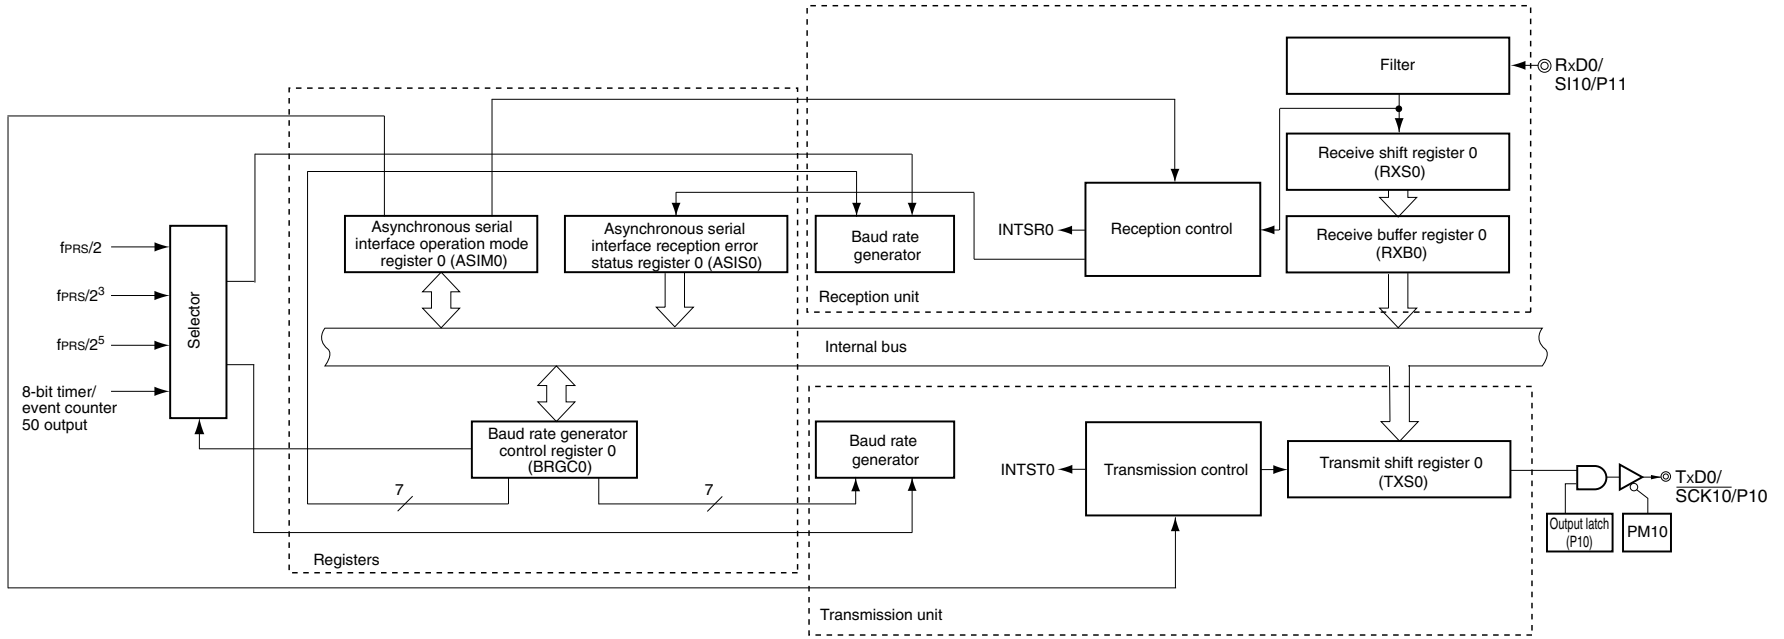 Filter
RxD0/
SI10/P11
Receive shift register 0
(RXS0)
Asynchronous serial
interface operation mode
register 0 (ASIM0)
Asynchronous serial
interface reception error
status register 0 (ASIS0)
Baud rate
generator
INTSR0
Reception control
Receive buffer register 0
(RXB0)
Reception unit
fPRS/2
fPRS/2³
fPRS/2⁵
8-bit timer/
event counter
50 output
Selector
Internal bus
Baud rate generator
control register 0
(BRGC0)
7
7
Registers
Baud rate
generator
INTST0
Transmission control
Transmit shift register 0
(TXS0)
TxD0/
SCK10/P10
Output latch
(P10)
PM10
Transmission unit